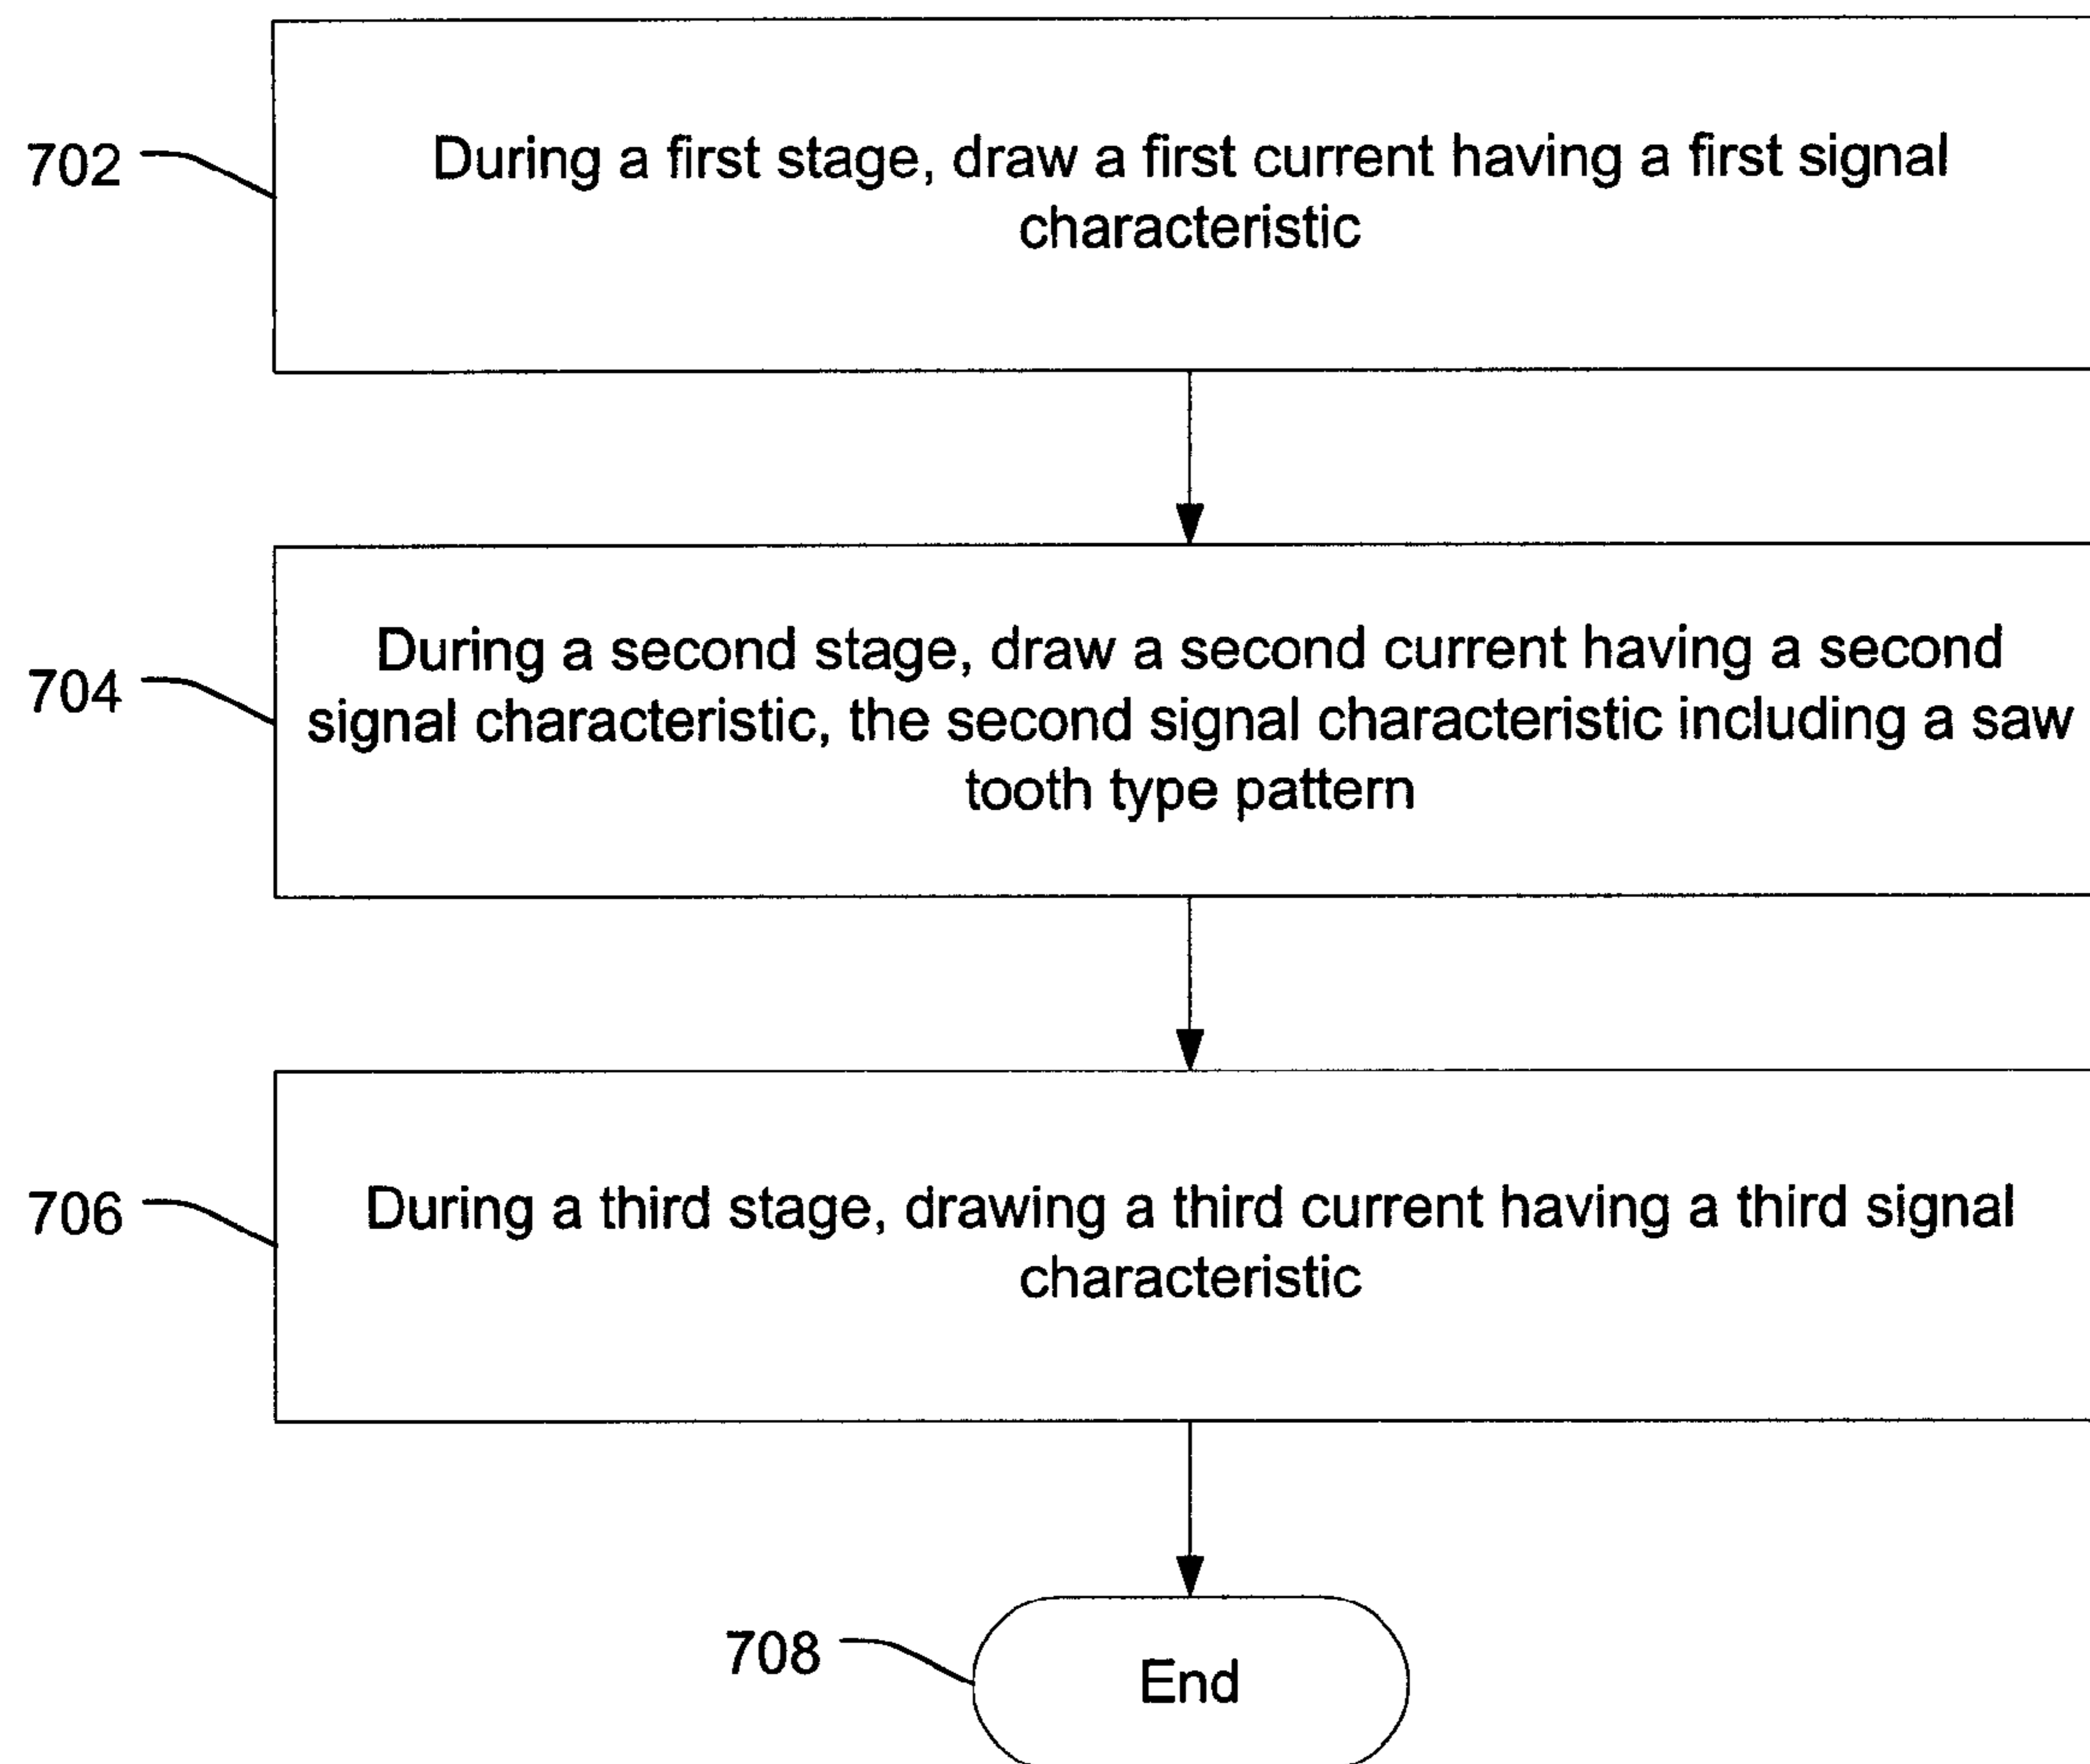 702
During a first stage, draw a first current having a first signal
characteristic
704
During a second stage, draw a second current having a second
signal characteristic, the second signal characteristic including a saw
tooth type pattern
706
During a third stage, drawing a third current having a third signal
characteristic
708
End